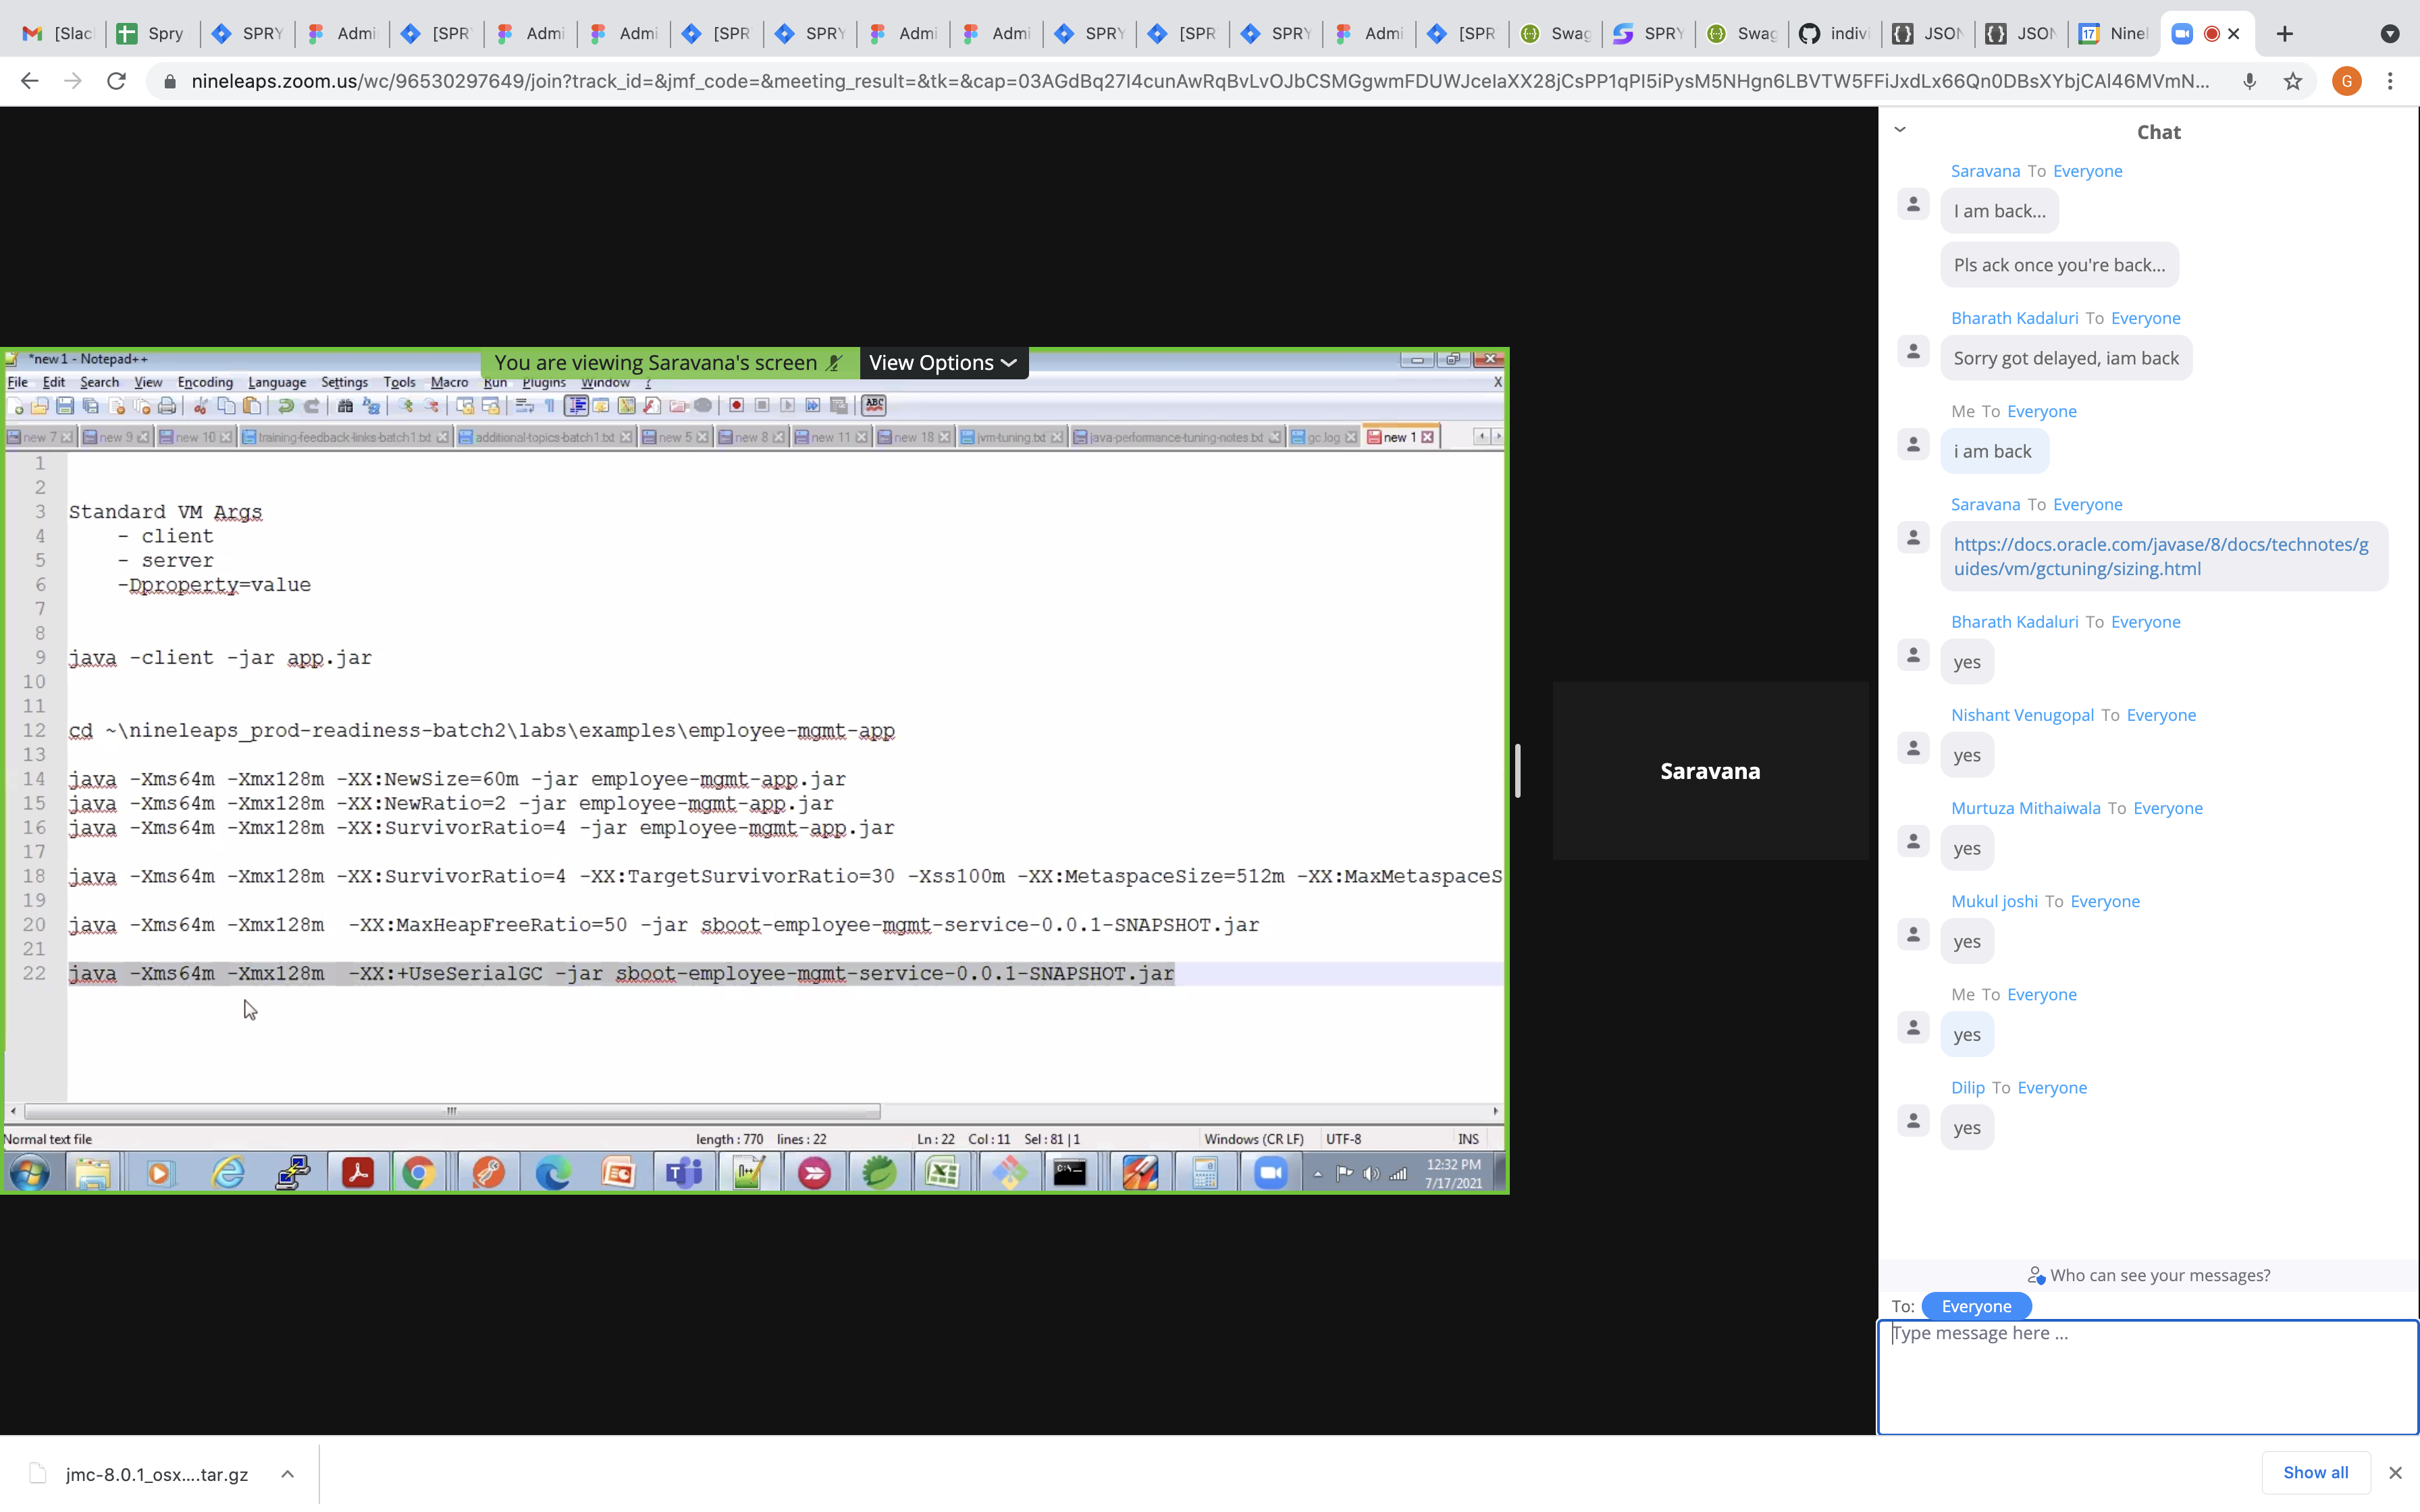 [Slac
Spry
SPRY
Admi
[SPR
Admi
Admi
[SPR
SPRY
Admi
Admi
SPRY
[SPR
SPRY
Admi
[SPR
Swag
SPRY
Swag
indivi
JSON
JSON
Ninel
nineleaps.zoom.us/wc/96530297649/join?track_id=&jmf_code=&meeting_result=&tk=&cap=
G
*new 1 - Notepad++
You are viewing Saravana's screen
View Options
File Edit Search View Encoding Language Settings Tools Macro Run Plugins Window ?
X
ABC
new 7
new 9
new 10
training-feedback-links-batch1.txt
additional-topics-batch1.txt
new 5
new 8
new 11
new 18
jvm-tuning.txt
java-performance-tuning-notes.txt
gc.log
new 1
1
2
3 Standard VM Args
4 - client
5 - server
6 -Dproperty=value
7
8
9 java -client -jar app.jar
10
11
12 cd ~\nineleaps_prod-readiness-batch2\labs\examples\employee-mgmt-app
13
14 java -Xms64m -Xmx128m -XX:NewSize=60m -jar employee-mgmt-app.jar
15 java -Xms64m -Xmx128m -XX:NewRatio=2 -jar employee-mgmt-app.jar
16 java -Xms64m -Xmx128m -XX:SurvivorRatio=4 -jar employee-mgmt-app.jar
17
18 java -Xms64m -Xmx128m -XX:SurvivorRatio=4 -XX:TargetSurvivorRatio=30 -Xss100m -XX:MetaspaceSize=512m -XX:MaxMetaspaceS
19
20 java -Xms64m -Xmx128m  -XX:MaxHeapFreeRatio=50 -jar sboot-employee-mgmt-service-0.0.1-SNAPSHOT.jar
21
22 java -Xms64m -Xmx128m  -XX:+UseSerialGC -jar sboot-employee-mgmt-service-0.0.1-SNAPSHOT.jar
Normal text file
length : 770 lines : 22
Ln : 22 Col : 11 Sel : 81 | 1
Windows (CR LF)
UTF-8
INS
12:32 PM
7/17/2021
Saravana
Chat
Saravana To Everyone
I am back...
Pls ack once you're back...
Bharath Kadaluri To Everyone
Sorry got delayed, iam back
Me To Everyone
i am back
Saravana To Everyone
https://docs.oracle.com/javase/8/docs/technotes/g
uides/vm/gctuning/sizing.html
Bharath Kadaluri To Everyone
yes
Nishant Venugopal To Everyone
yes
Murtuza Mithaiwala To Everyone
yes
Mukul joshi To Everyone
yes
Me To Everyone
yes
Dilip To Everyone
yes
Who can see your messages?
To: Everyone
Type message here ...
jmc-8.0.1_osx....tar.gz
Show all